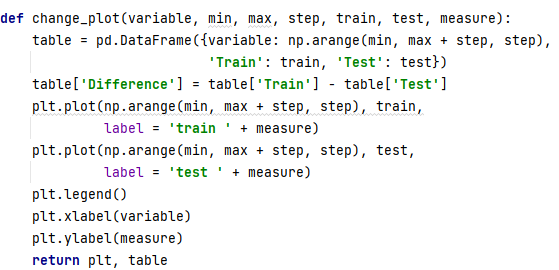 def change_plot(variable, min, max, step, train, test, measure):
    table = pd.DataFrame({variable: np.arange(min, max + step, step),
                          'Train': train, 'Test': test})
    table['Difference'] = table['Train'] - table['Test']
    plt.plot(np.arange(min, max + step, step), train,
             label = 'train ' + measure)
    plt.plot(np.arange(min, max + step, step), test,
             label = 'test ' + measure)
    plt.legend()
    plt.xlabel(variable)
    plt.ylabel(measure)
    return plt, table